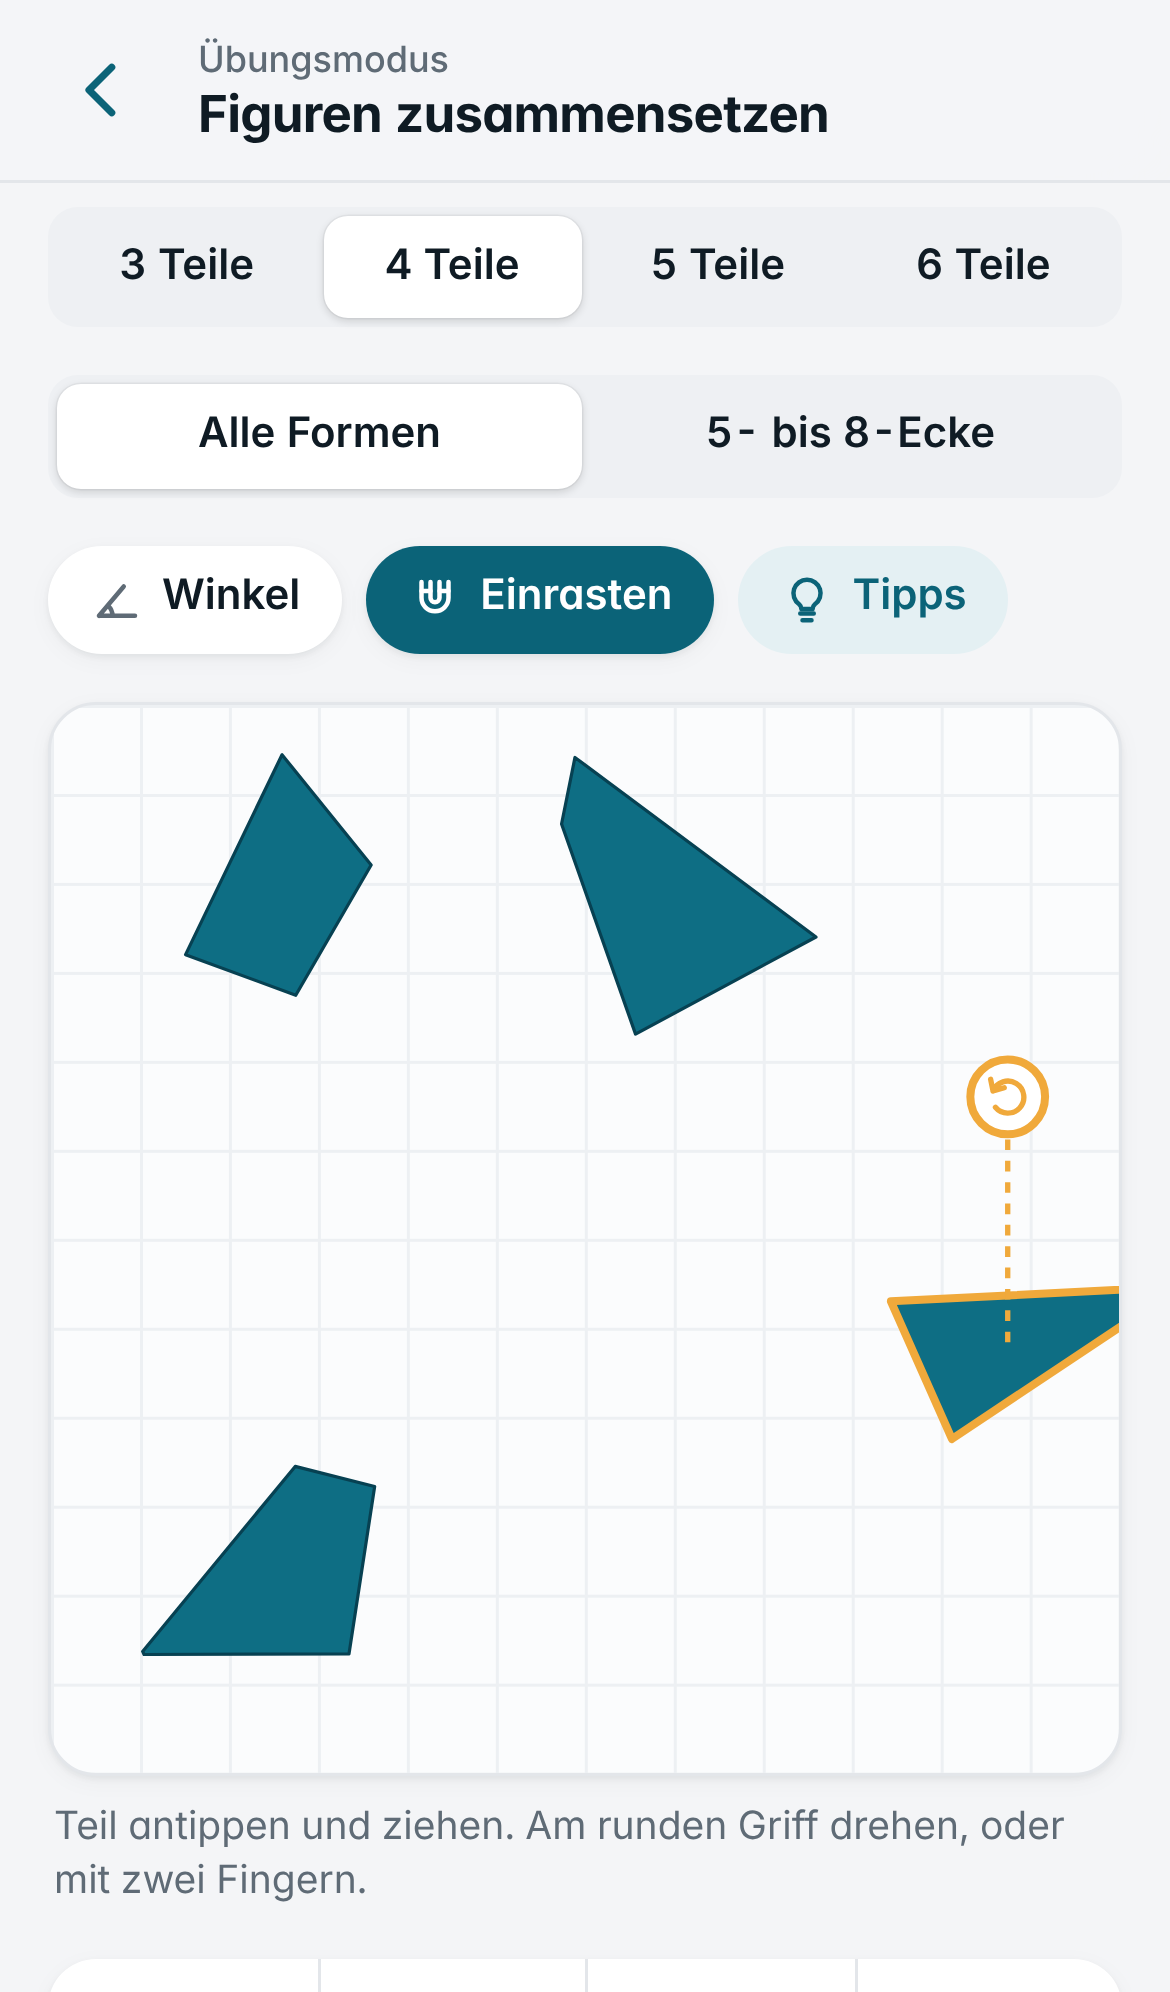 Übungsmodus
Figuren zusammensetzen
3 Teile 4 Teile 5 Teile 6 Teile
Alle Formen 5- bis 8-Ecke
Winkel Einrasten Tipps
Teil antippen und ziehen. Am runden Griff drehen, oder
mit zwei Fingern.